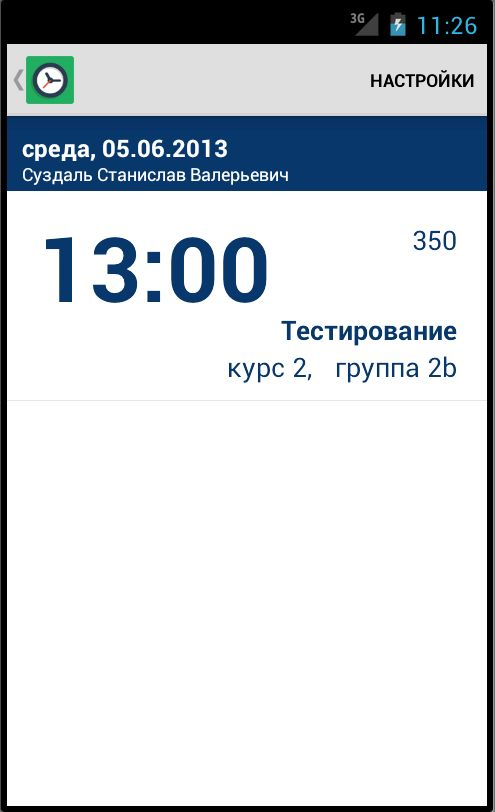 3G 11:26
НАСТРОЙКИ
среда, 05.06.2013
Суздаль Станислав Валерьевич
13:00 350
Тестирование
курс 2, группа 2b